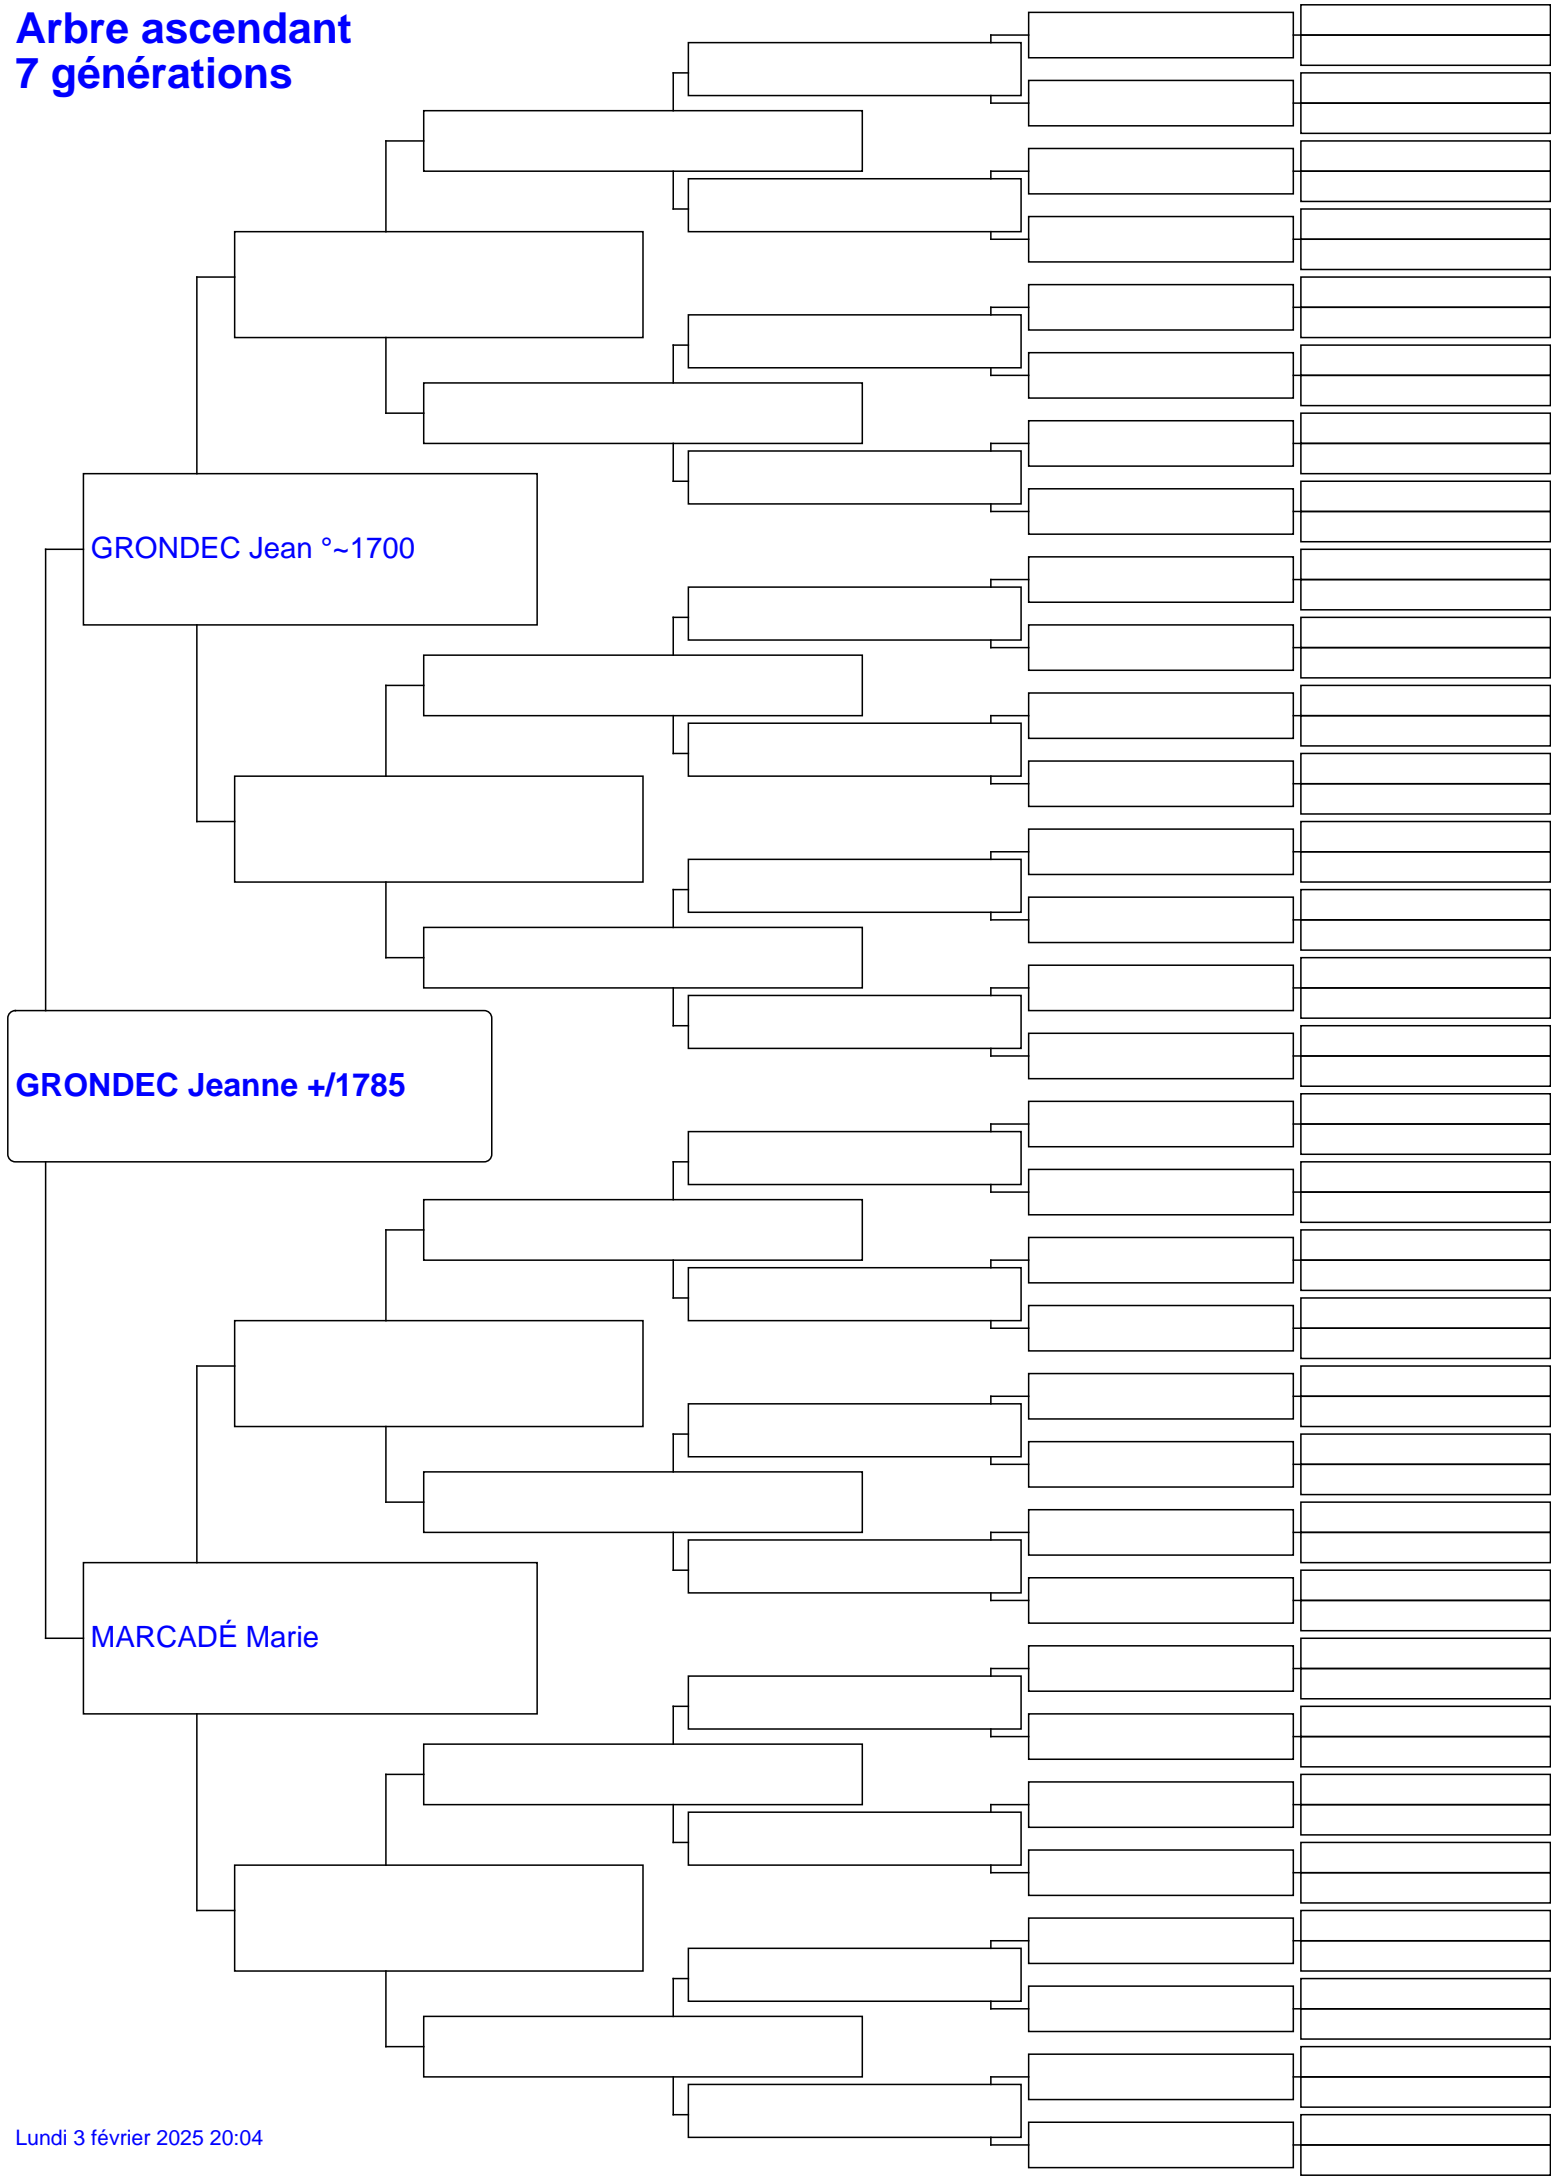 Arbre ascendant
7 générations
GRONDEC Jean °~1700
GRONDEC Jeanne +/1785
MARCADÉ Marie
Lundi 3 février 2025 20:04